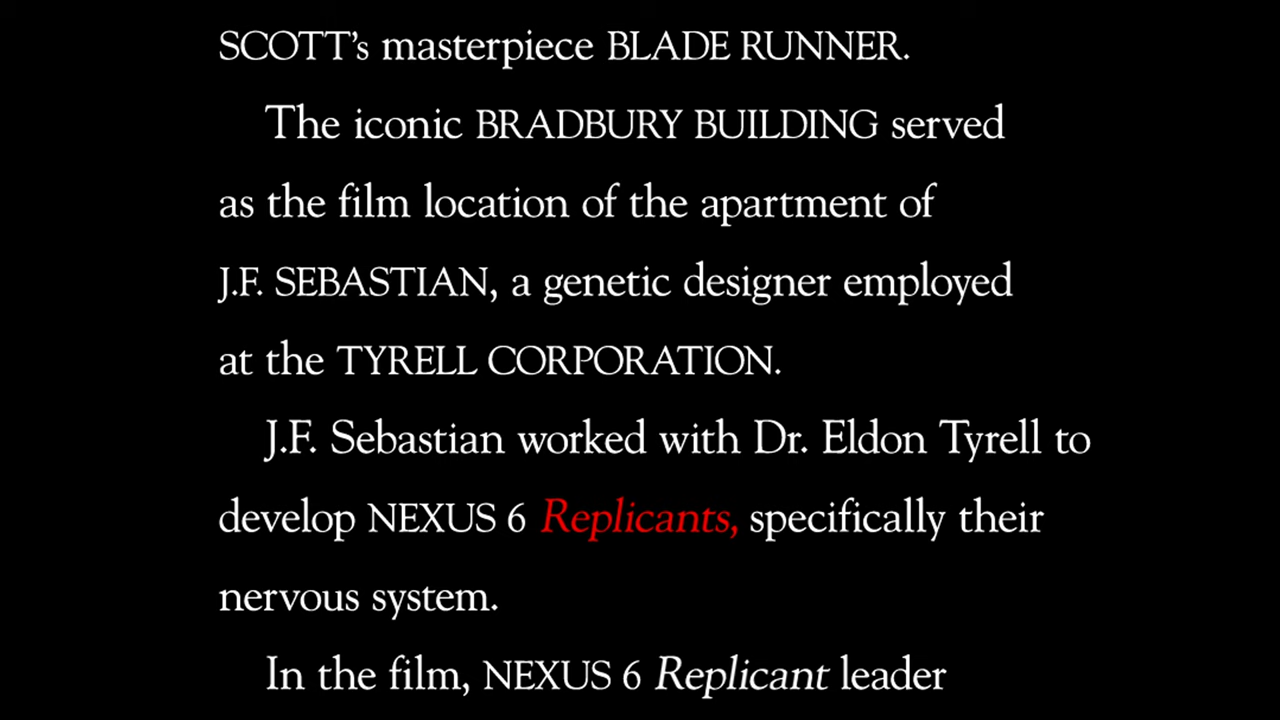 SCOTT's masterpiece BLADE RUNNER.
The iconic BRADBURY BUILDING served
as the film location of the apartment of
J.F. SEBASTIAN, a genetic designer employed
at the TYRELL CORPORATION.
J.F. Sebastian worked with Dr. Eldon Tyrell to
develop NEXUS 6 Replicants, specifically their
nervous system.
In the film, NEXUS 6 Replicant leader